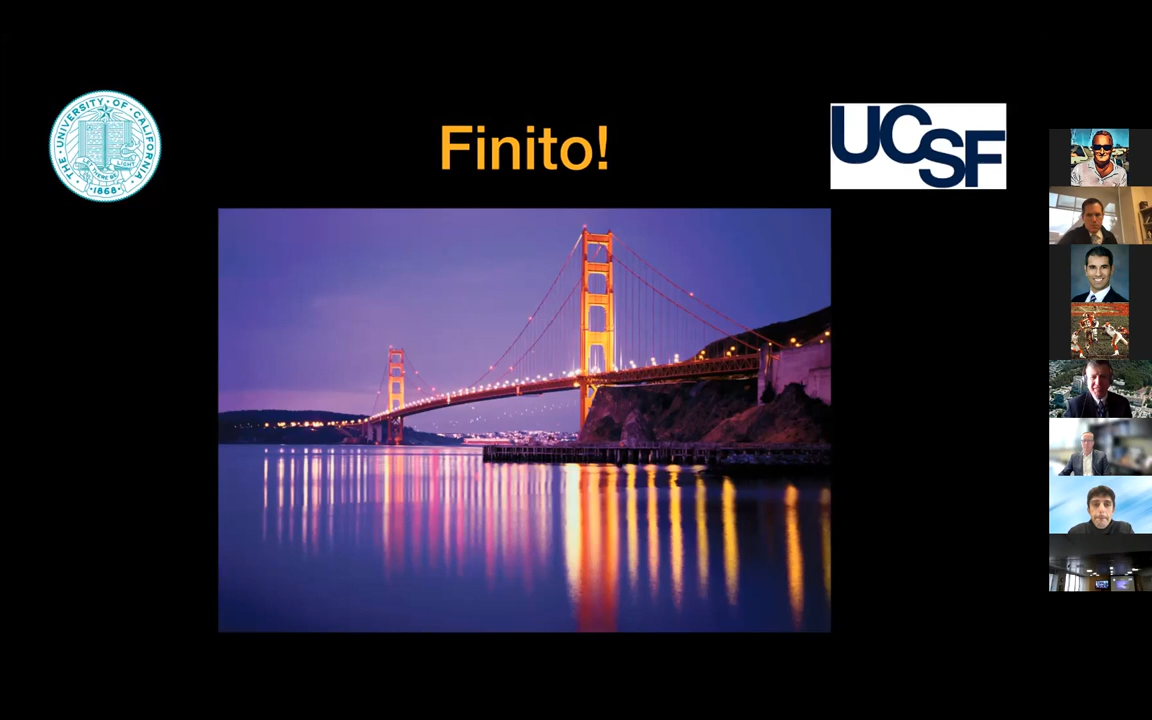 THE UNIVERSITY OF CALIFORNIA
LET THERE BE LIGHT
1868
Finito!
UCSF